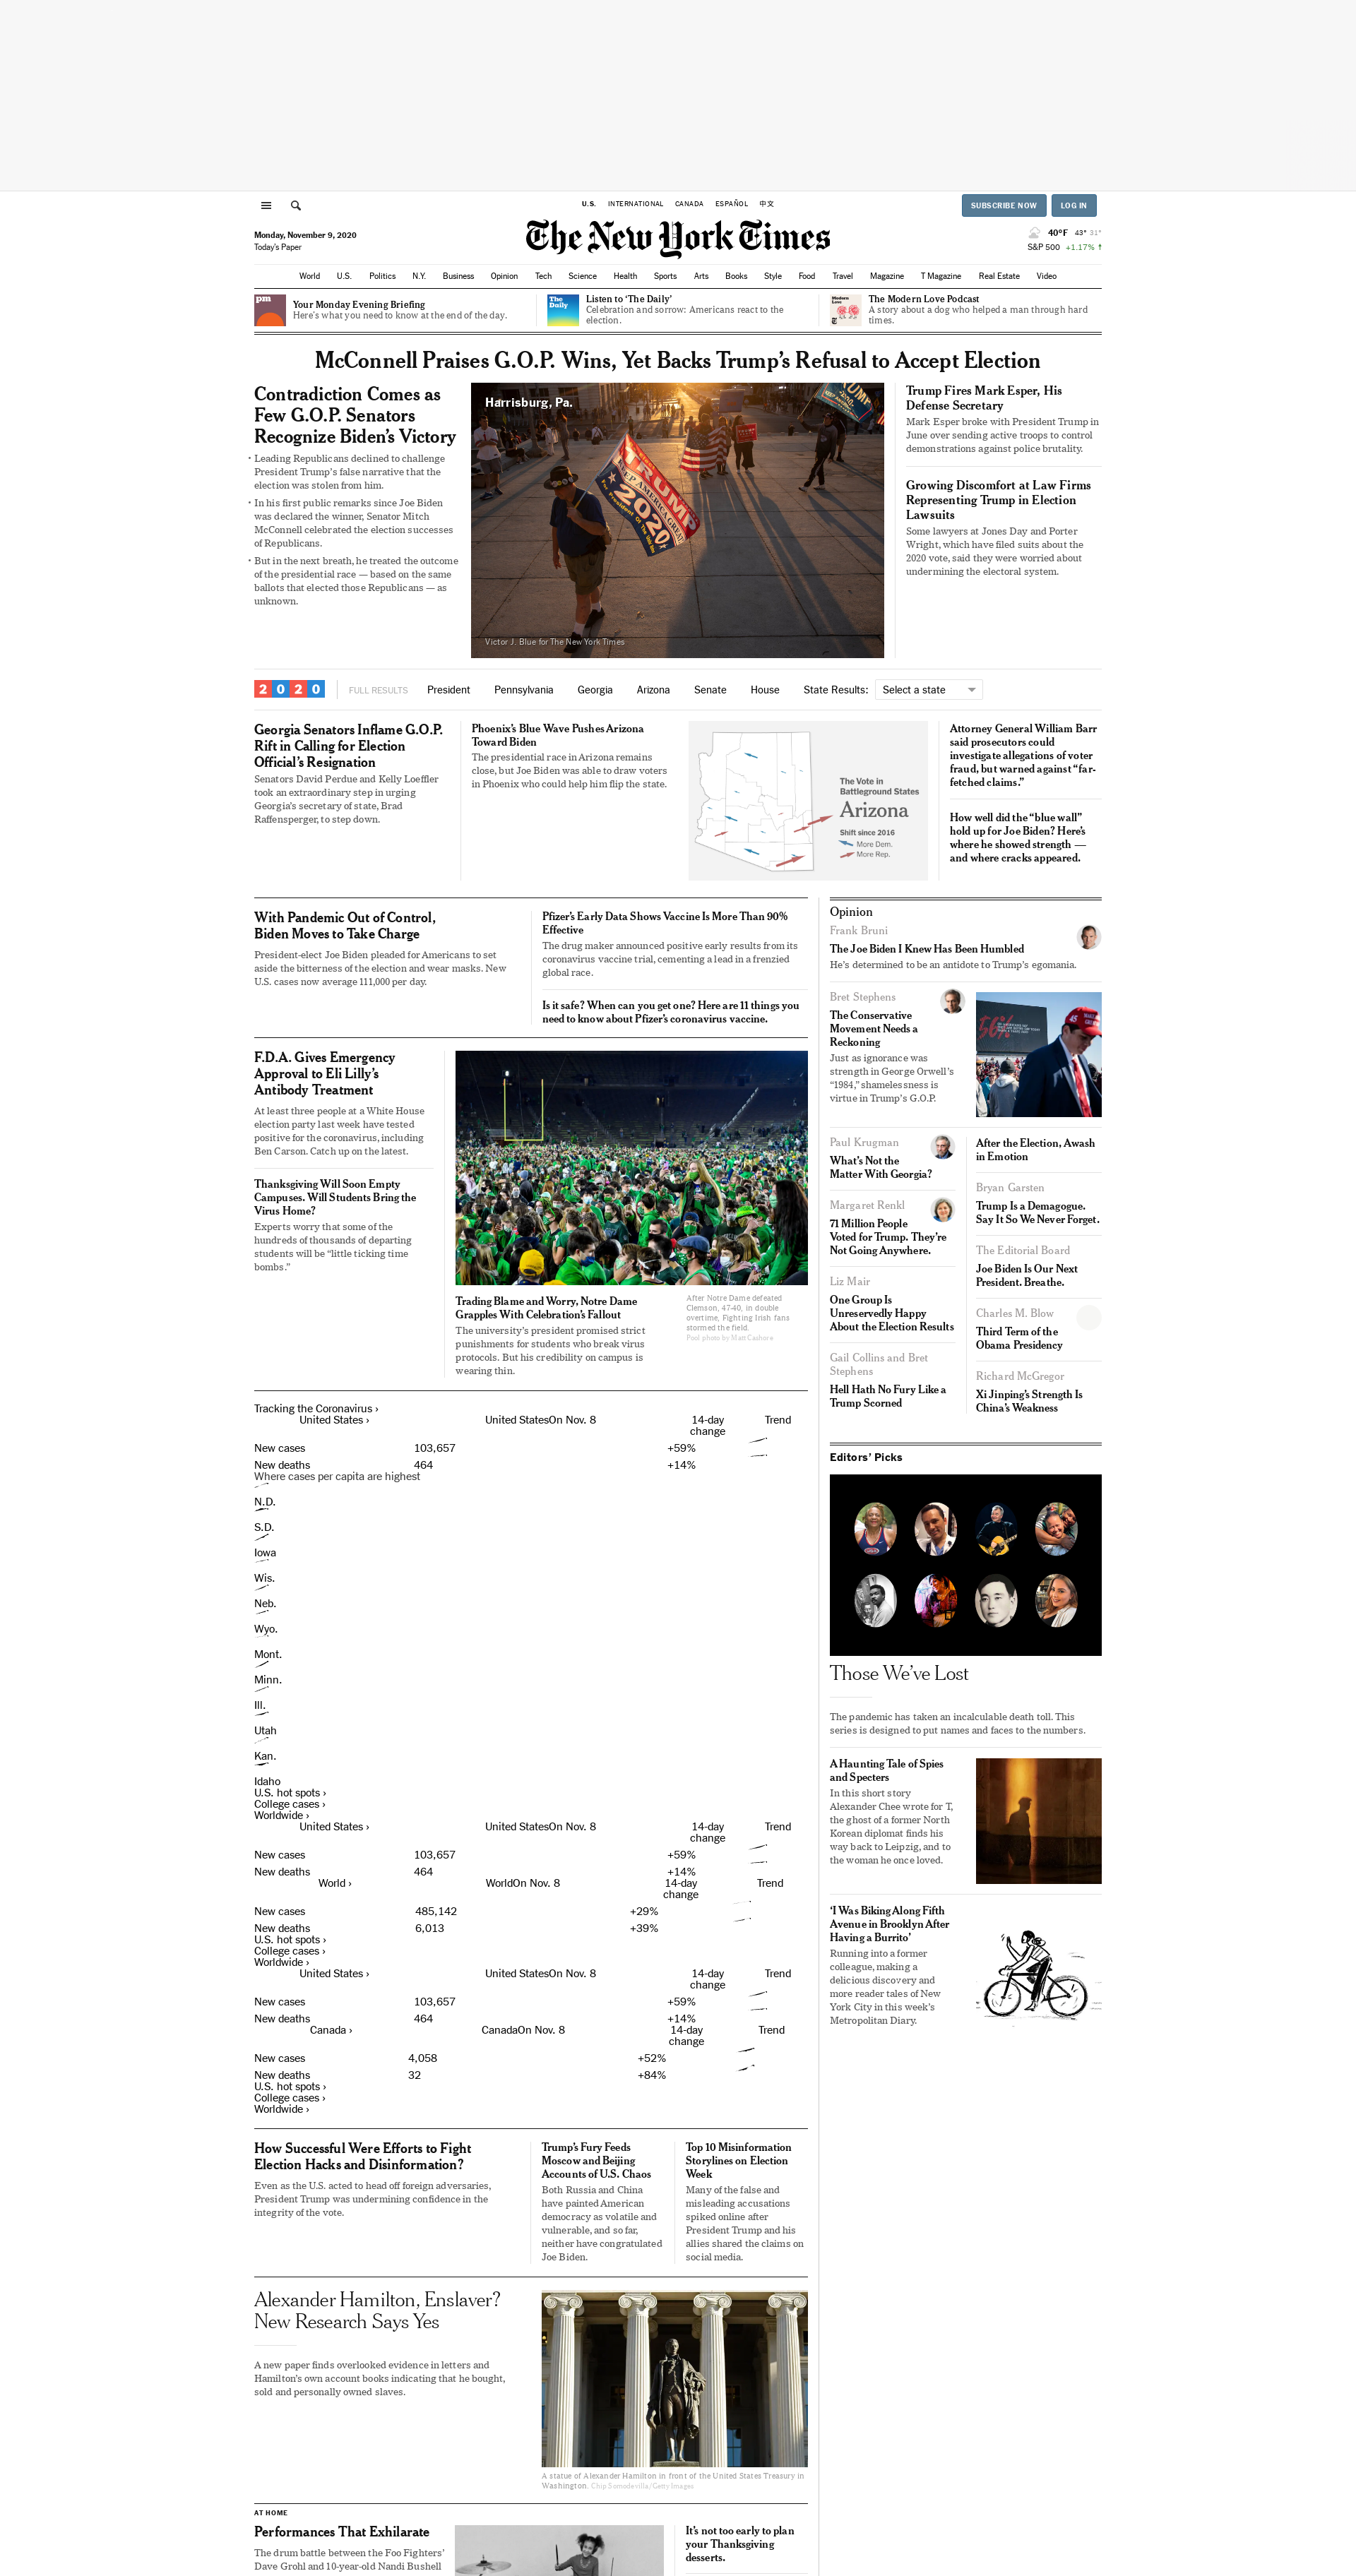 U.S. INTERNATIONAL CANADA ESPAÑOL 中文
SUBSCRIBE NOW LOG IN
Monday, November 9, 2020
Today's Paper
The New York Times
40°F 43° 31°
S&P 500 +1.17% ↑
World U.S. Politics N.Y. Business Opinion Tech Science Health Sports Arts Books Style Food Travel Magazine T Magazine Real Estate Video
pm
Your Monday Evening Briefing
Here's what you need to know at the end of the day.
The
Daily
Listen to ‘The Daily’
Celebration and sorrow: Americans react to the
election.
Modern
Love
The Modern Love Podcast
A story about a dog who helped a man through hard
times.
McConnell Praises G.O.P. Wins, Yet Backs Trump’s Refusal to Accept Election
Contradiction Comes as
Few G.O.P. Senators
Recognize Biden’s Victory
• Leading Republicans declined to challenge
President Trump’s false narrative that the
election was stolen from him.
• In his first public remarks since Joe Biden
was declared the winner, Senator Mitch
McConnell celebrated the election successes
of Republicans.
• But in the next breath, he treated the outcome
of the presidential race — based on the same
ballots that elected those Republicans — as
unknown.
Harrisburg, Pa.
TRUMP
TRUMP
KEEP AMERICA GREAT
2020
Victor J. Blue for The New York Times
Trump Fires Mark Esper, His
Defense Secretary
Mark Esper broke with President Trump in
June over sending active troops to control
demonstrations against police brutality.
Growing Discomfort at Law Firms
Representing Trump in Election
Lawsuits
Some lawyers at Jones Day and Porter
Wright, which have filed suits about the
2020 vote, said they were worried about
undermining the electoral system.
2020 FULL RESULTS President Pennsylvania Georgia Arizona Senate House State Results: Select a state
Georgia Senators Inflame G.O.P.
Rift in Calling for Election
Official’s Resignation
Senators David Perdue and Kelly Loeffler
took an extraordinary step in urging
Georgia’s secretary of state, Brad
Raffensperger, to step down.
Phoenix’s Blue Wave Pushes Arizona
Toward Biden
The presidential race in Arizona remains
close, but Joe Biden was able to draw voters
in Phoenix who could help him flip the state.
The Vote in
Battleground States
Arizona
Shift since 2016
More Dem.
More Rep.
Attorney General William Barr
said prosecutors could
investigate allegations of voter
fraud, but warned against “far-
fetched claims.”
How well did the “blue wall”
hold up for Joe Biden? Here’s
where he showed strength —
and where cracks appeared.
With Pandemic Out of Control,
Biden Moves to Take Charge
President-elect Joe Biden pleaded for Americans to set
aside the bitterness of the election and wear masks. New
U.S. cases now average 111,000 per day.
Pfizer’s Early Data Shows Vaccine Is More Than 90%
Effective
The drug maker announced positive early results from its
coronavirus vaccine trial, cementing a lead in a frenzied
global race.
Is it safe? When can you get one? Here are 11 things you
need to know about Pfizer’s coronavirus vaccine.
F.D.A. Gives Emergency
Approval to Eli Lilly’s
Antibody Treatment
At least three people at a White House
election party last week have tested
positive for the coronavirus, including
Ben Carson. Catch up on the latest.
Thanksgiving Will Soon Empty
Campuses. Will Students Bring the
Virus Home?
Experts worry that some of the
hundreds of thousands of departing
students will be “little ticking time
bombs.”
Trading Blame and Worry, Notre Dame
Grapples With Celebration’s Fallout
The university’s president promised strict
punishments for students who break virus
protocols. But his credibility on campus is
wearing thin.
After Notre Dame defeated
Clemson, 47-40, in double
overtime, Fighting Irish fans
stormed the field.
Pool photo by Matt Cashore
Tracking the Coronavirus ›
United States › United StatesOn Nov. 8 14-day
change Trend
New cases 103,657 +59%
New deaths 464 +14%
Where cases per capita are highest
N.D.
S.D.
Iowa
Wis.
Neb.
Wyo.
Mont.
Minn.
Ill.
Utah
Kan.
Idaho
U.S. hot spots ›
College cases ›
Worldwide ›
United States › United StatesOn Nov. 8 14-day
change Trend
New cases 103,657 +59%
New deaths 464 +14%
World › WorldOn Nov. 8 14-day
change Trend
New cases 485,142 +29%
New deaths 6,013 +39%
U.S. hot spots ›
College cases ›
Worldwide ›
United States › United StatesOn Nov. 8 14-day
change Trend
New cases 103,657 +59%
New deaths 464 +14%
Canada › CanadaOn Nov. 8 14-day
change Trend
New cases 4,058 +52%
New deaths 32 +84%
U.S. hot spots ›
College cases ›
Worldwide ›
How Successful Were Efforts to Fight
Election Hacks and Disinformation?
Even as the U.S. acted to head off foreign adversaries,
President Trump was undermining confidence in the
integrity of the vote.
Trump’s Fury Feeds
Moscow and Beijing
Accounts of U.S. Chaos
Both Russia and China
have painted American
democracy as volatile and
vulnerable, and so far,
neither have congratulated
Joe Biden.
Top 10 Misinformation
Storylines on Election
Week
Many of the false and
misleading accusations
spiked online after
President Trump and his
allies shared the claims on
social media.
Alexander Hamilton, Enslaver?
New Research Says Yes
A new paper finds overlooked evidence in letters and
Hamilton’s own account books indicating that he bought,
sold and personally owned slaves.
A statue of Alexander Hamilton in front of the United States Treasury in
Washington. Chip Somodevilla/Getty Images
AT HOME
Performances That Exhilarate
The drum battle between the Foo Fighters’
Dave Grohl and 10-year-old Nandi Bushell
It’s not too early to plan
your Thanksgiving
desserts.
Opinion
Frank Bruni
The Joe Biden I Knew Has Been Humbled
He’s determined to be an antidote to Trump’s egomania.
Bret Stephens
The Conservative
Movement Needs a
Reckoning
Just as ignorance was
strength in George Orwell’s
“1984,” shamelessness is
virtue in Trump’s G.O.P.
56%
45
Paul Krugman
What’s Not the
Matter With Georgia?
Margaret Renkl
71 Million People
Voted for Trump. They’re
Not Going Anywhere.
Liz Mair
One Group Is
Unreservedly Happy
About the Election Results
Gail Collins and Bret
Stephens
Hell Hath No Fury Like a
Trump Scorned
After the Election, Awash
in Emotion
Bryan Garsten
Trump Is a Demagogue.
Say It So We Never Forget.
The Editorial Board
Joe Biden Is Our Next
President. Breathe.
Charles M. Blow
Third Term of the
Obama Presidency
Richard McGregor
Xi Jinping’s Strength Is
China’s Weakness
Editors’ Picks
Those We’ve Lost
The pandemic has taken an incalculable death toll. This
series is designed to put names and faces to the numbers.
A Haunting Tale of Spies
and Specters
In this short story
Alexander Chee wrote for T,
the ghost of a former North
Korean diplomat finds his
way back to Leipzig, and to
the woman he once loved.
‘I Was Biking Along Fifth
Avenue in Brooklyn After
Having a Burrito’
Running into a former
colleague, making a
delicious discovery and
more reader tales of New
York City in this week’s
Metropolitan Diary.